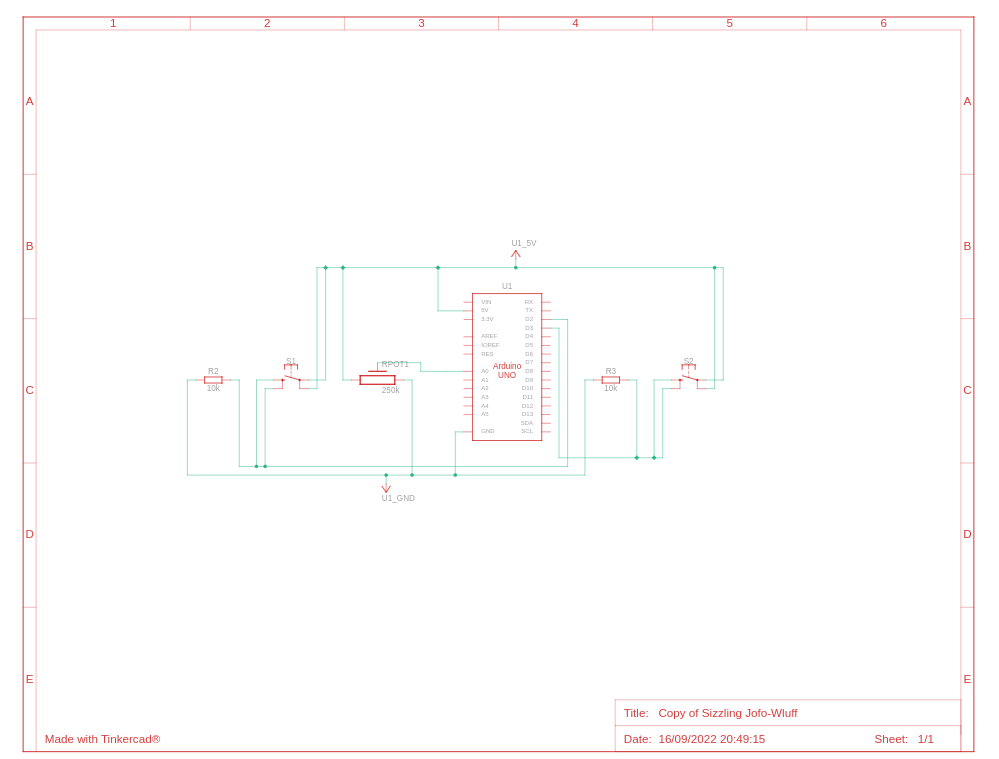 1 2 3 4 5 6
A A
B B
U1_5V
U1
VIN RX
5V TX
3.3V D2
D3
AREF D4
IOREF D5
RES D6
D7
A0 D8
A1 D9
A2 D10
A3 D11
A4 D12
A5 D13
SDA
GND SCL
Arduino
UNO
S1
RPOT1
250k
R2
10k
R3
10k
S2
C C
U1_GND
D D
E E
Title: Copy of Sizzling Jofo-Wluff
Made with Tinkercad®
Date: 16/09/2022 20:49:15 Sheet: 1/1